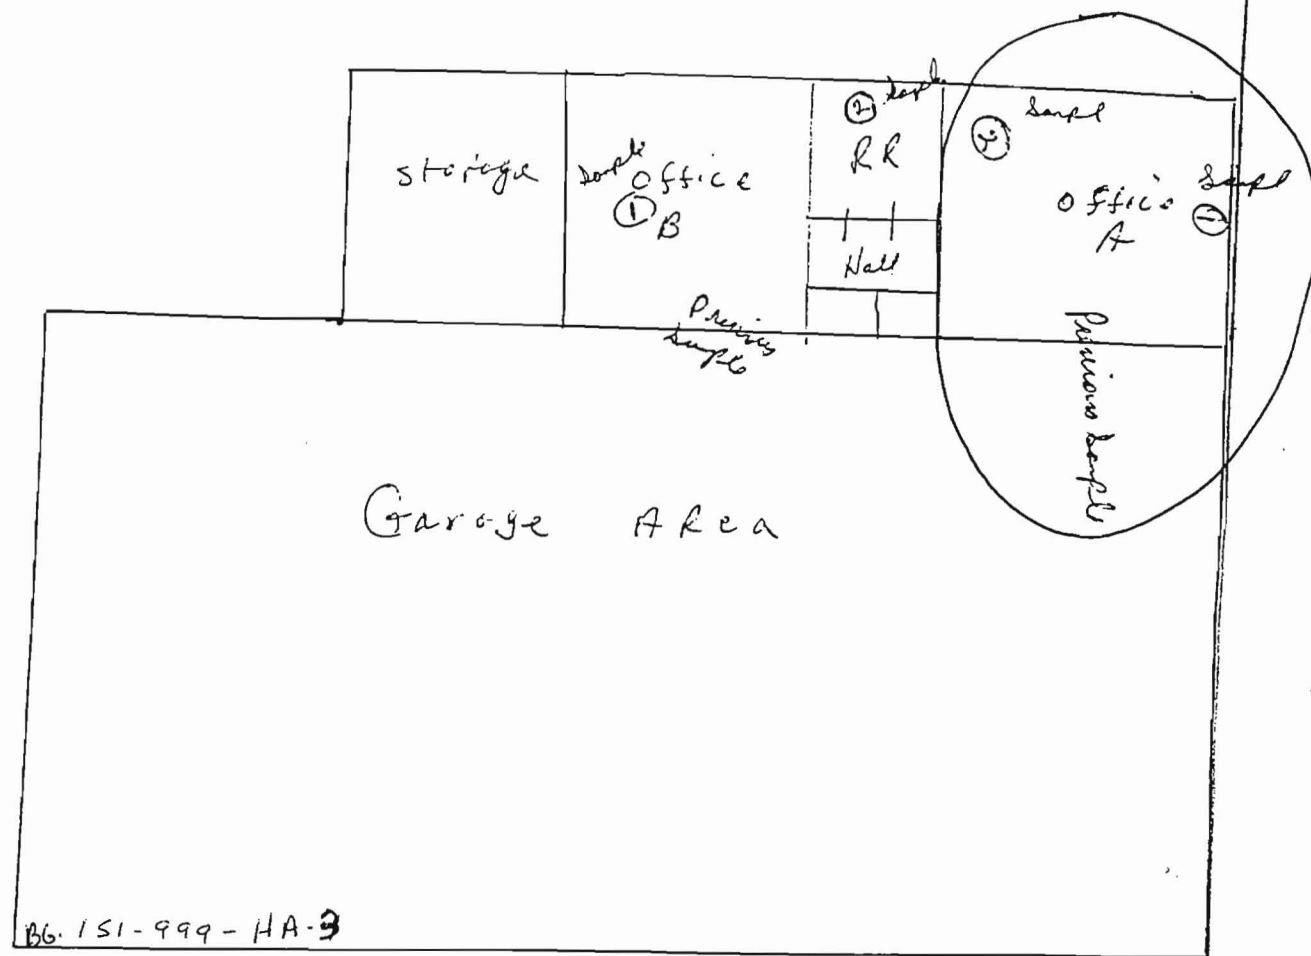 storage
Sample
Office
①
B
② Sample
RR
Hall
② Sample
Office
A
Sample
①
Previous
Sample
Previous Sample
Garage Area
BG. 151-999-HA-3